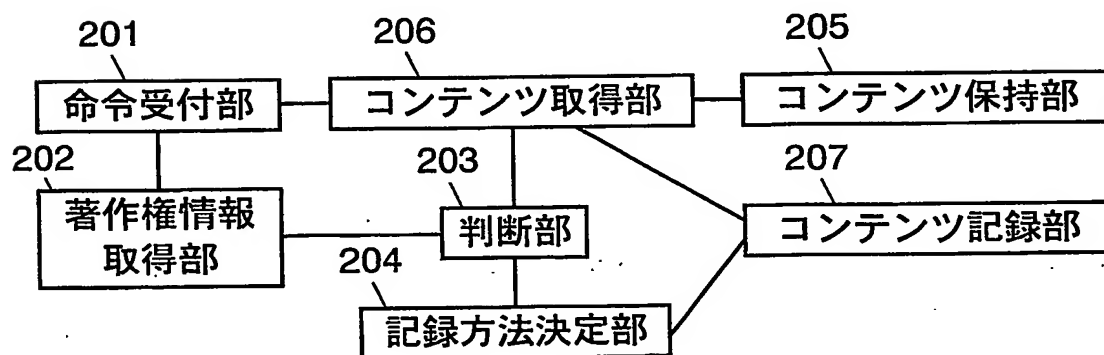 201
命令受付部
206
コンテンツ取得部
205
コンテンツ保持部
202
著作権情報
取得部
203
判断部
207
コンテンツ記録部
204
記録方法決定部